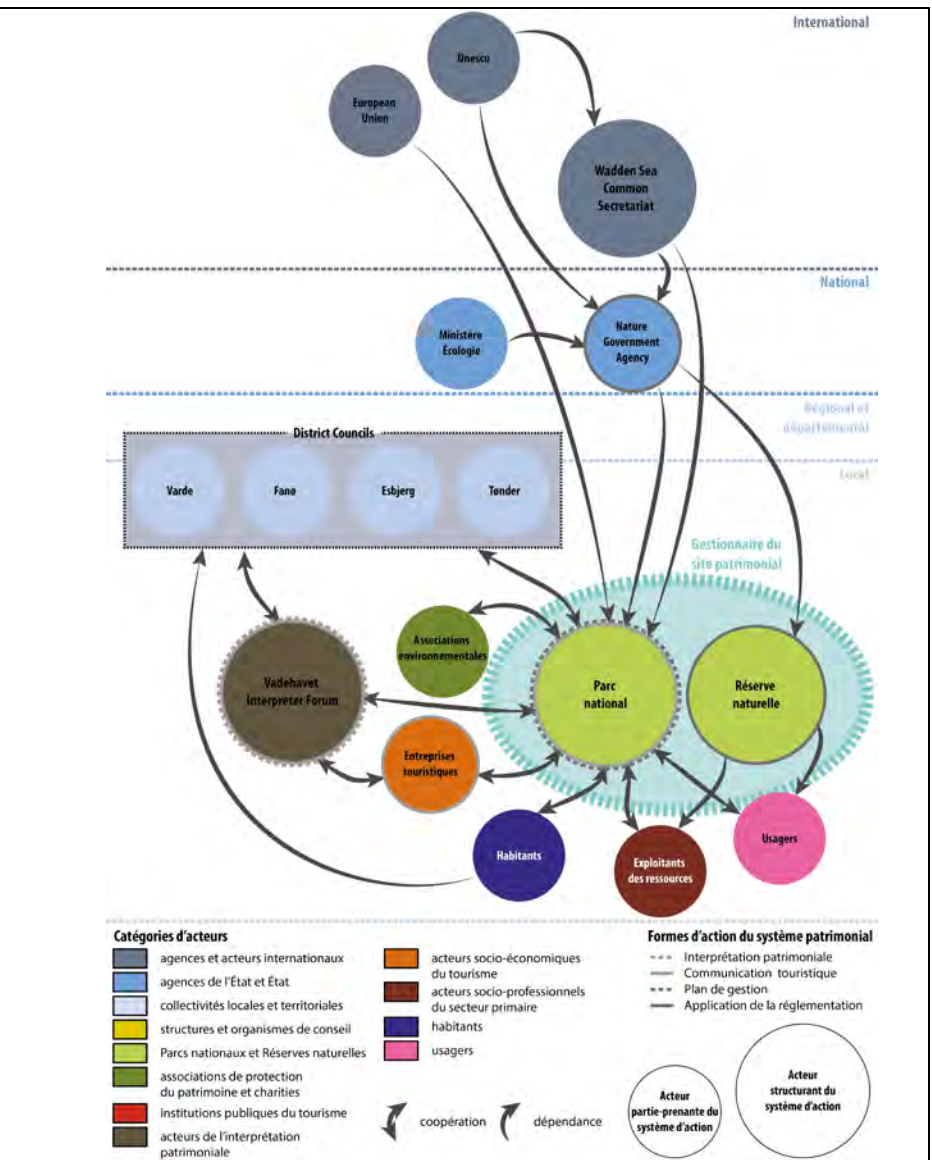 International
Unescu
European
Union
Wadden Sea
Common
Secretariat
National
Ministère
Écologie
Nature
Government
Agency
Régional et
départemental
District Councils
Local
Varde
Fanø
Esbjerg
Tønder
Gestionnaire du
site patrimonial
Associations
environnementales
Vadehavet
Interpreter Forum
Parc
national
Réserve
naturelle
Entreprises
touristiques
Habitants
Exploitants
des ressources
Usagers
Catégories d'acteurs
agences et acteurs internationaux
agences de l'État et État
collectivités locales et territoriales
structures et organismes de conseil
Parcs nationaux et Réserves naturelles
associations de protection
du patrimoine et charities
institutions publiques du tourisme
acteurs de l'interprétation
patrimoniale
acteurs socio-économiques
du tourisme
acteurs socio-professionnels
du secteur primaire
habitants
usagers
coopération
dépendance
Formes d'action du système patrimonial
Interprétation patrimoniale
Communication touristique
Plan de gestion
Application de la réglementation
Acteur
partie-prenante du
système d'action
Acteur
structurant du
système d'action